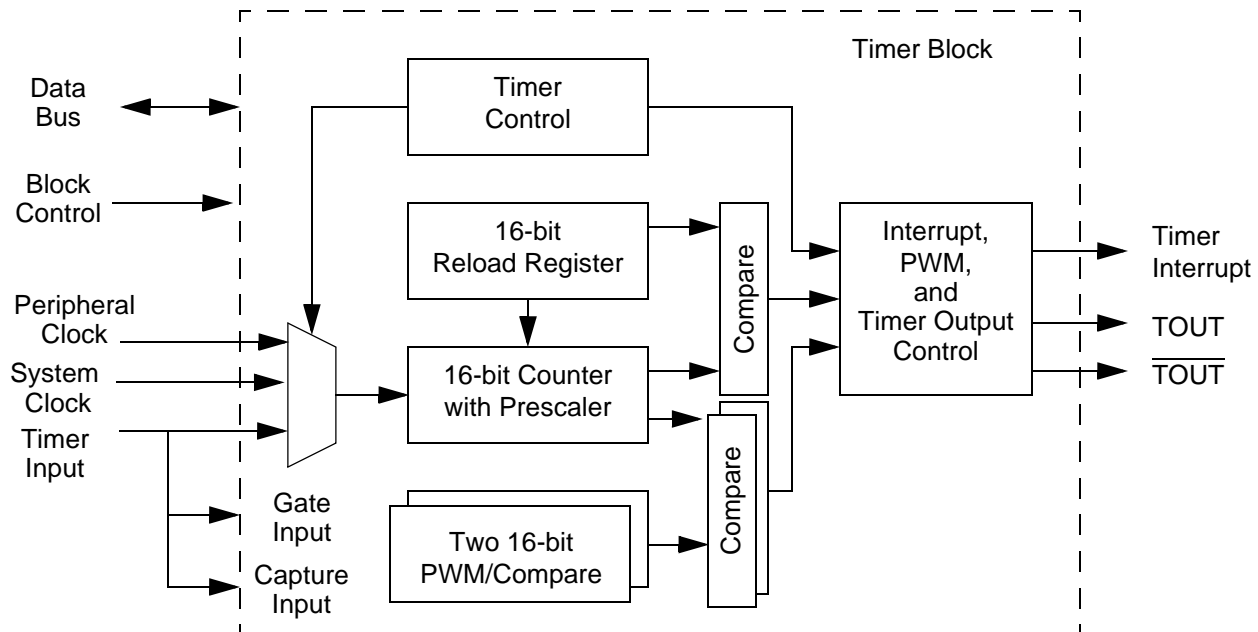 Timer Block
Data
Bus
Timer
Control
Block
Control
16-bit
Reload Register
Compare
Interrupt,
PWM,
and
Timer Output
Control
Timer
Interrupt
TOUT
TOUT
Peripheral
Clock
System
Clock
Timer
Input
16-bit Counter
with Prescaler
Gate
Input
Capture
Input
Two 16-bit
PWM/Compare
Compare